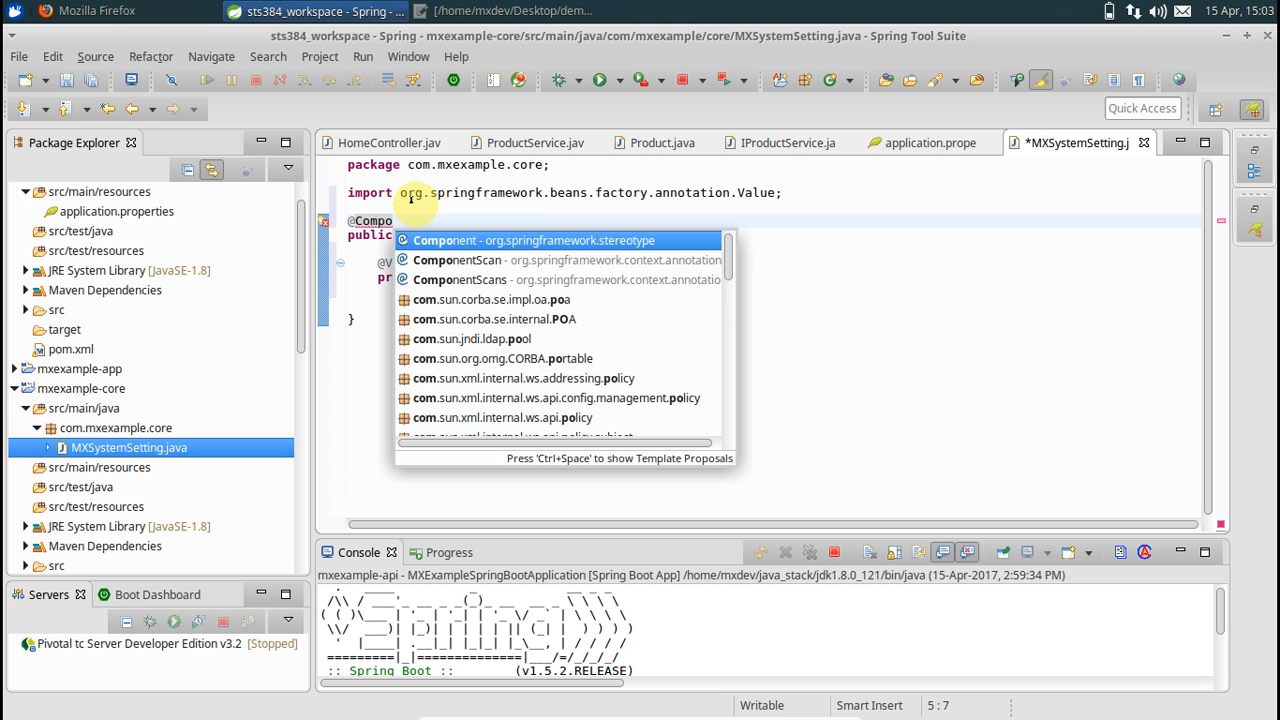 Mozilla Firefox
sts384_workspace - Spring - ...
[/home/mxdev/Desktop/dem...
15 Apr, 15:03
sts384_workspace - Spring - mxexample-core/src/main/java/com/mxexample/core/MXSystemSetting.java - Spring Tool Suite
File Edit Source Refactor Navigate Search Project Run Window Help
Quick Access
Package Explorer
src/main/resources
application.properties
src/test/java
src/test/resources
JRE System Library [JavaSE-1.8]
Maven Dependencies
src
target
pom.xml
mxexample-app
mxexample-core
src/main/java
com.mxexample.core
MXSystemSetting.java
src/main/resources
src/test/java
src/test/resources
JRE System Library [JavaSE-1.8]
Maven Dependencies
src
HomeController.jav
ProductService.jav
Product.java
IProductService.ja
application.prope
*MXSystemSetting.j
package com.mxexample.core;
import org.springframework.beans.factory.annotation.Value;
@Compo
public
@V
pr
}
Component - org.springframework.stereotype
ComponentScan - org.springframework.context.annotation
ComponentScans - org.springframework.context.annotatio
com.sun.corba.se.impl.oa.poa
com.sun.corba.se.internal.POA
com.sun.jndi.ldap.pool
com.sun.org.omg.CORBA.portable
com.sun.xml.internal.ws.addressing.policy
com.sun.xml.internal.ws.api.config.management.policy
com.sun.xml.internal.ws.api.policy
Press 'Ctrl+Space' to show Template Proposals
Servers
Boot Dashboard
Pivotal tc Server Developer Edition v3.2 [Stopped]
Console
Progress
mxexample-api - MXExampleSpringBootApplication [Spring Boot App] /home/mxdev/java_stack/jdk1.8.0_121/bin/java (15-Apr-2017, 2:59:34 PM)
:: Spring Boot :: (v1.5.2.RELEASE)
Writable
Smart Insert
5 : 7